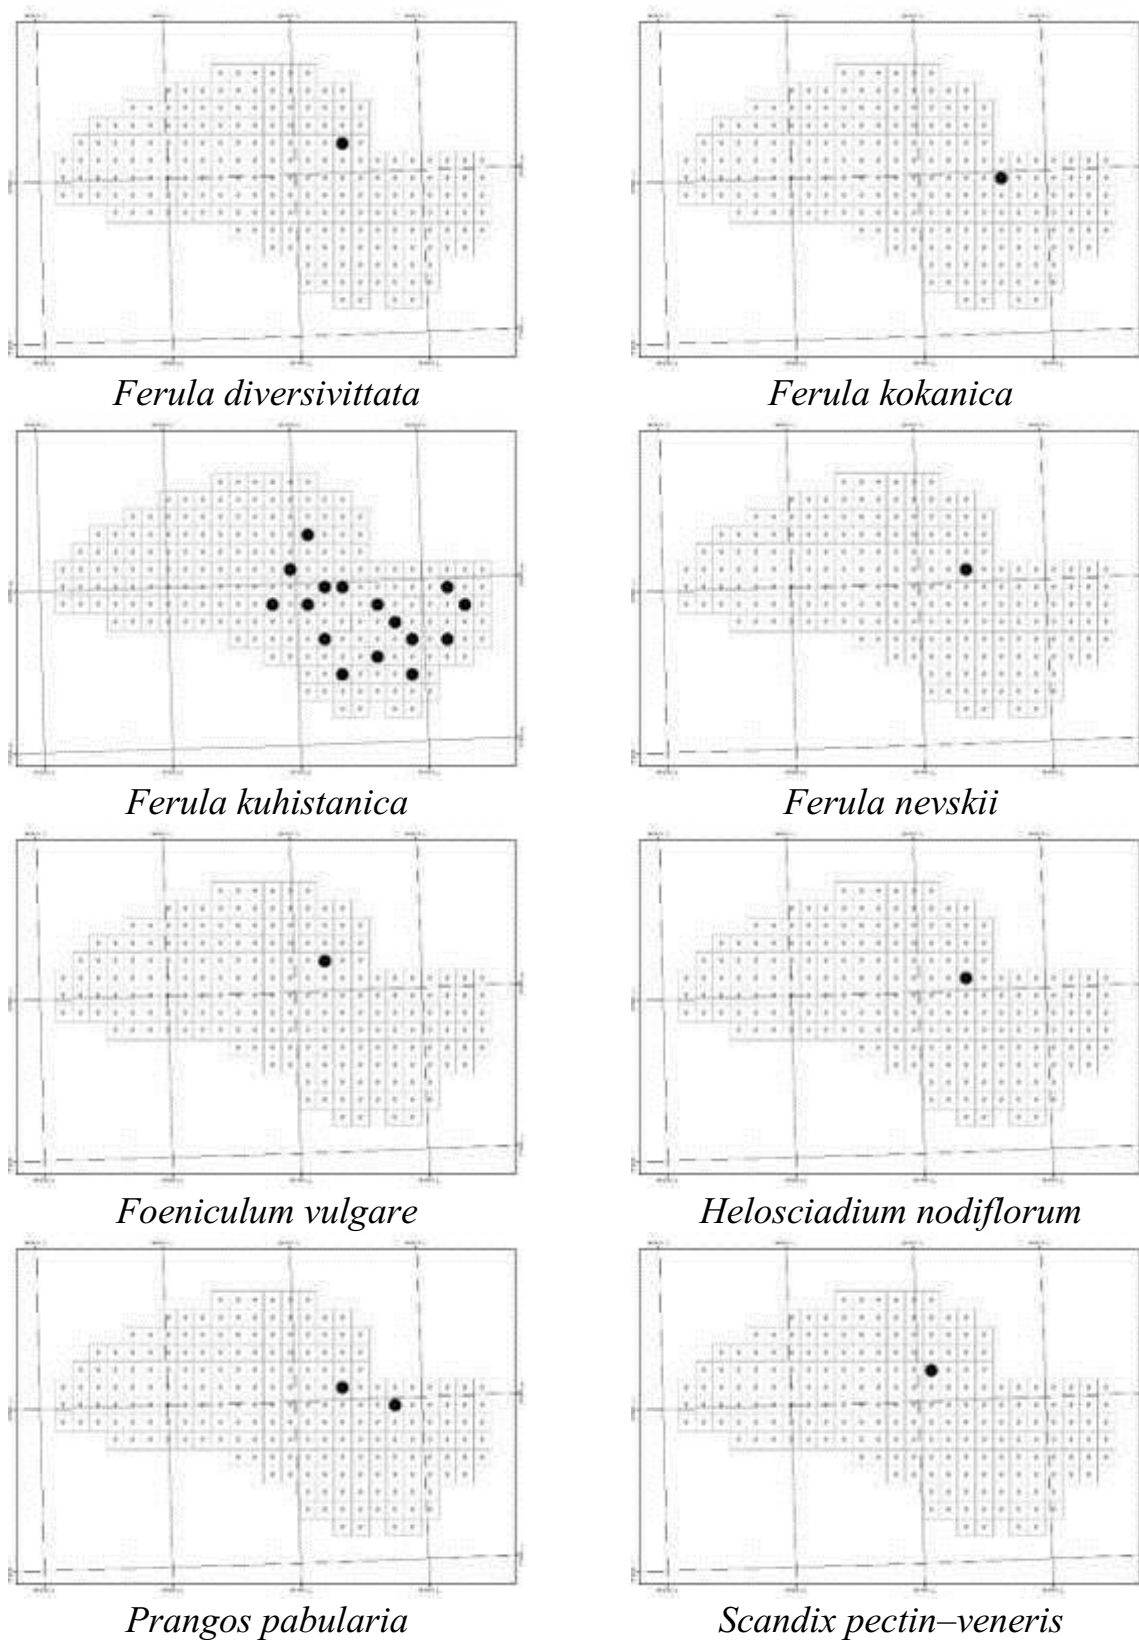 Ferula diversivittata
Ferula kokanica
Ferula kuhistanica
Ferula nevskii
Foeniculum vulgare
Helosciadium nodiflorum
Prangos pabularia
Scandix pectin–veneris